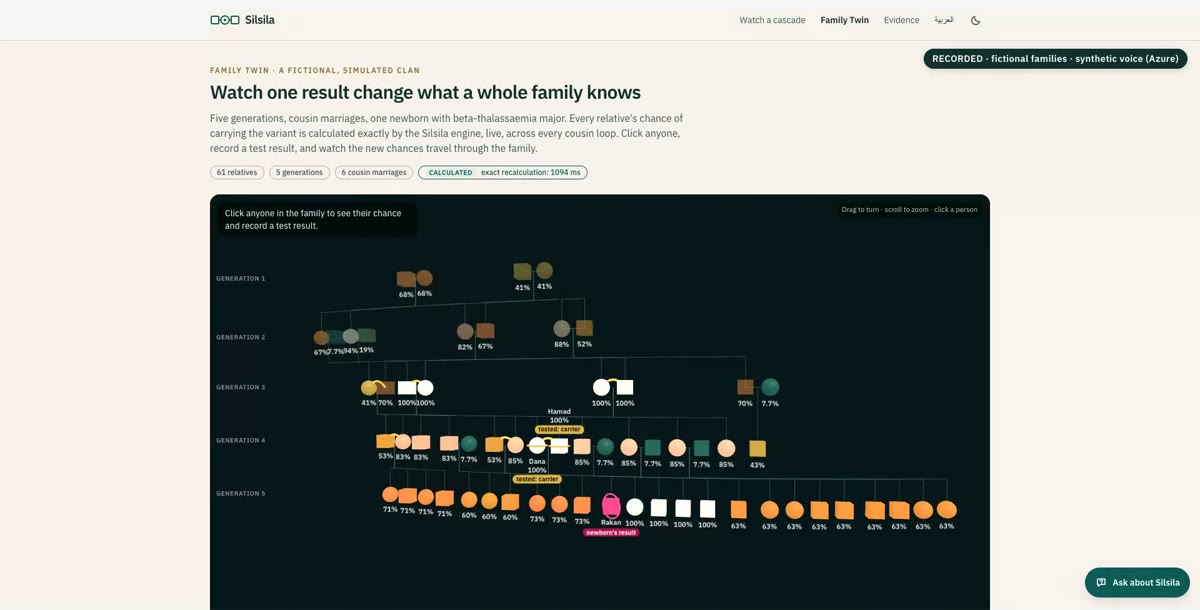 Silsila
Watch a cascade
Family Twin
Evidence
العربية
RECORDED · fictional families · synthetic voice (Azure)
FAMILY TWIN · A FICTIONAL, SIMULATED CLAN
Watch one result change what a whole family knows
Five generations, cousin marriages, one newborn with beta-thalassaemia major. Every relative's chance of
carrying the variant is calculated exactly by the Silsila engine, live, across every cousin loop. Click anyone,
record a test result, and watch the new chances travel through the family.
61 relatives
5 generations
6 cousin marriages
CALCULATED exact recalculation: 1094 ms
Click anyone in the family to see their chance
and record a test result.
Drag to turn · scroll to zoom · click a person
GENERATION 1
68% 68% 41% 41%
GENERATION 2
67% 7.7% 94% 19% 82% 67% 88% 52%
GENERATION 3
41% 70% 100% 100% 100% 100% 70% 7.7%
Hamad
100%
tested: carrier
GENERATION 4
53% 83% 83% 83% 7.7% 53% 85% 85% 7.7% 85% 7.7% 85% 7.7% 85% 43%
Dana
100%
tested: carrier
GENERATION 5
71% 71% 71% 71% 60% 60% 60% 73% 73% 73% Rakan 100% 100% 100% 100% 63% 63% 63% 63% 63% 63% 63% 63% 63%
newborn's result
Ask about Silsila